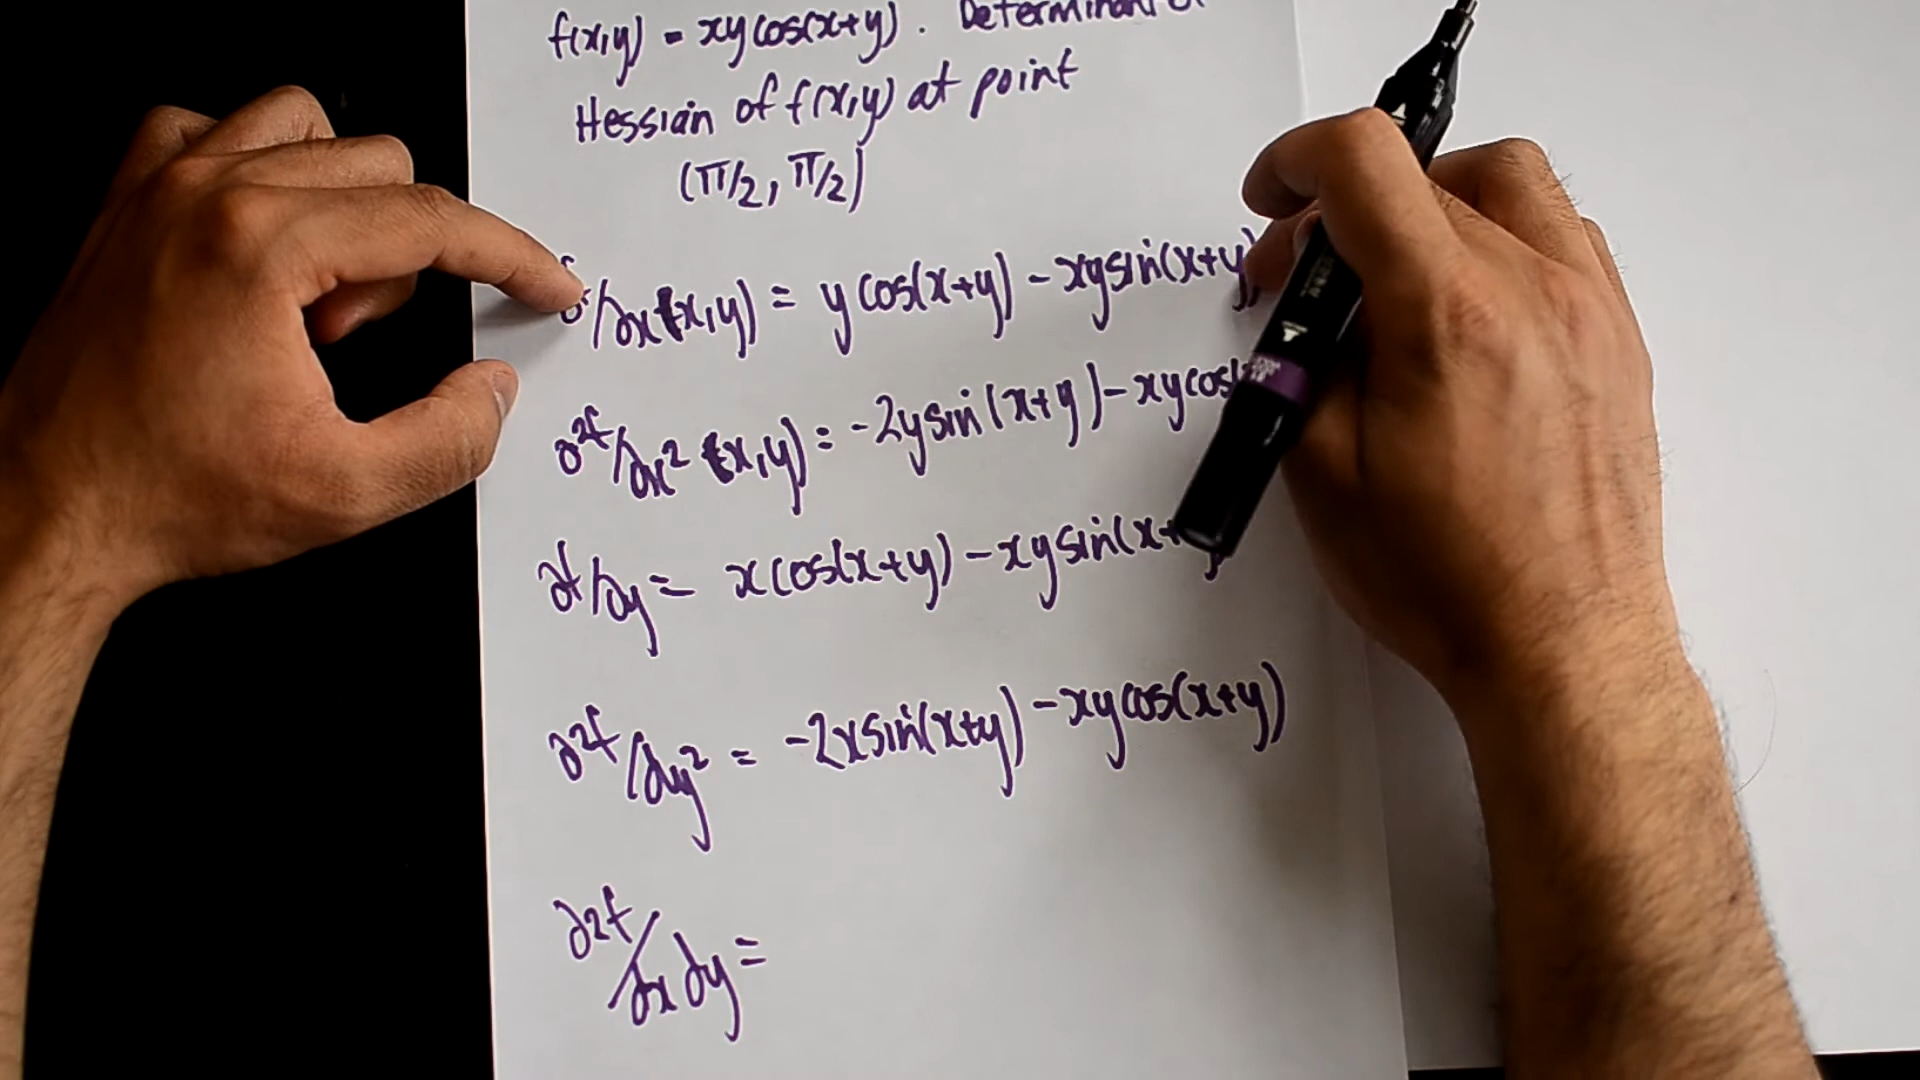 f(x,y) = xy cos(x+y). Determinant of
Hessian of f(x,y) at point
(π/2, π/2)
∂f/∂x (x,y) = y cos(x+y) - xy sin(x+y)
∂²f/∂x² (x,y) = -2y sin(x+y) - xy cos(
∂f/∂y = x cos(x+y) - xy sin(x+
∂²f/∂y² = -2x sin(x+y) - xy cos(x+y)
∂²f/∂x∂y =